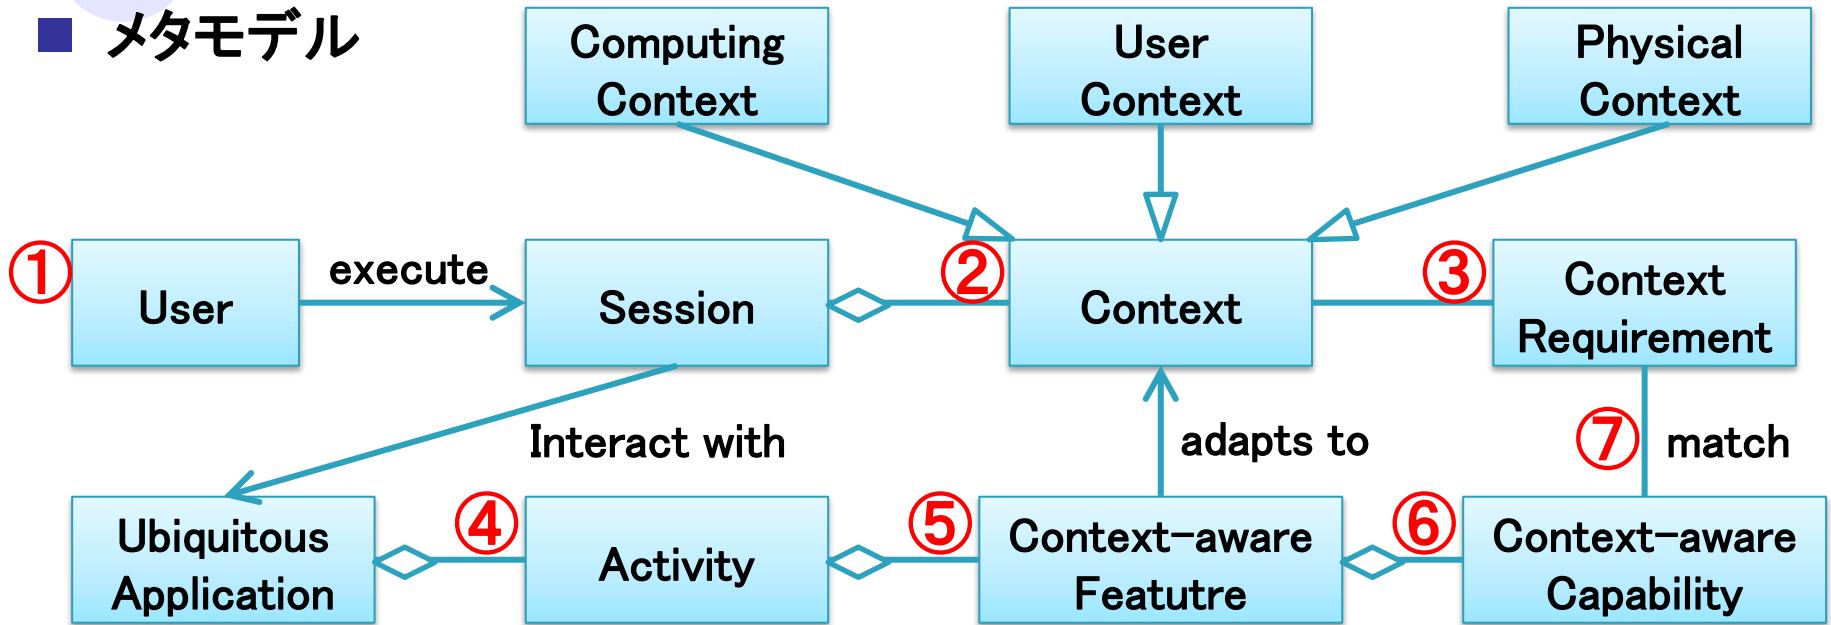 ■ メタモデル
Computing
Context
User
Context
Physical
Context
①
User
execute
Session
②
Context
③
Context
Requirement
Interact with
adapts to
⑦
match
Ubiquitous
Application
④
Activity
⑤
Context-aware
Featutre
⑥
Context-aware
Capability